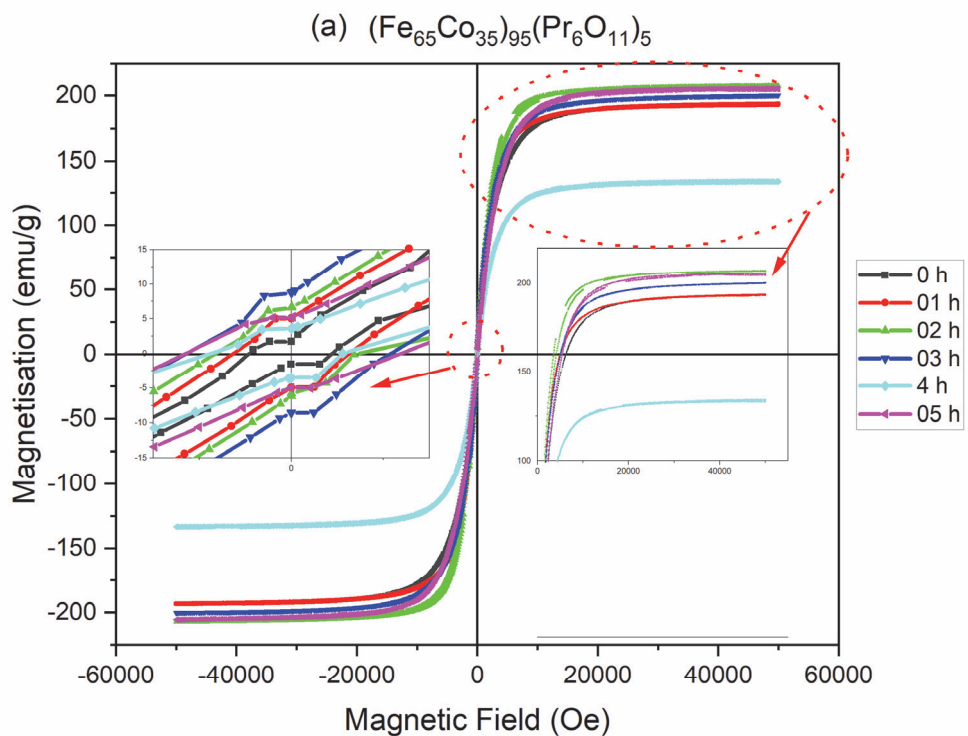 (a) (Fe₆₅Co₃₅)₉₅(Pr₆O₁₁)₅
Magnetisation (emu/g)
200
150
100
50
0
-50
-100
-150
-200
-60000 -40000 -20000 0 20000 40000 60000
Magnetic Field (Oe)
15
10
5
0
-5
-10
-15
0
200
150
100
0 20000 40000
0 h
01 h
02 h
03 h
4 h
05 h